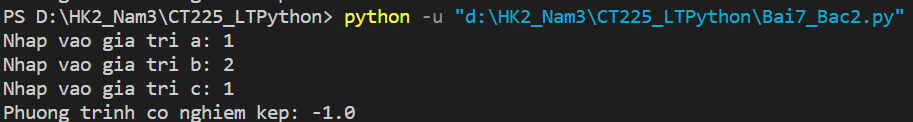 PS D:\HK2_Nam3\CT225_LTPython> python -u "d:\HK2_Nam3\CT225_LTPython\Bai7_Bac2.py"
Nhap vao gia tri a: 1
Nhap vao gia tri b: 2
Nhap vao gia tri c: 1
Phuong trinh co nghiem kep: -1.0